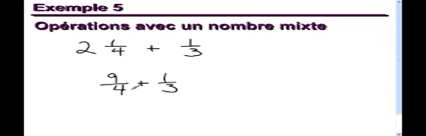 Exemple 5
Opérations avec un nombre mixte
2 1/4 + 1/3
9/4 + 1/3